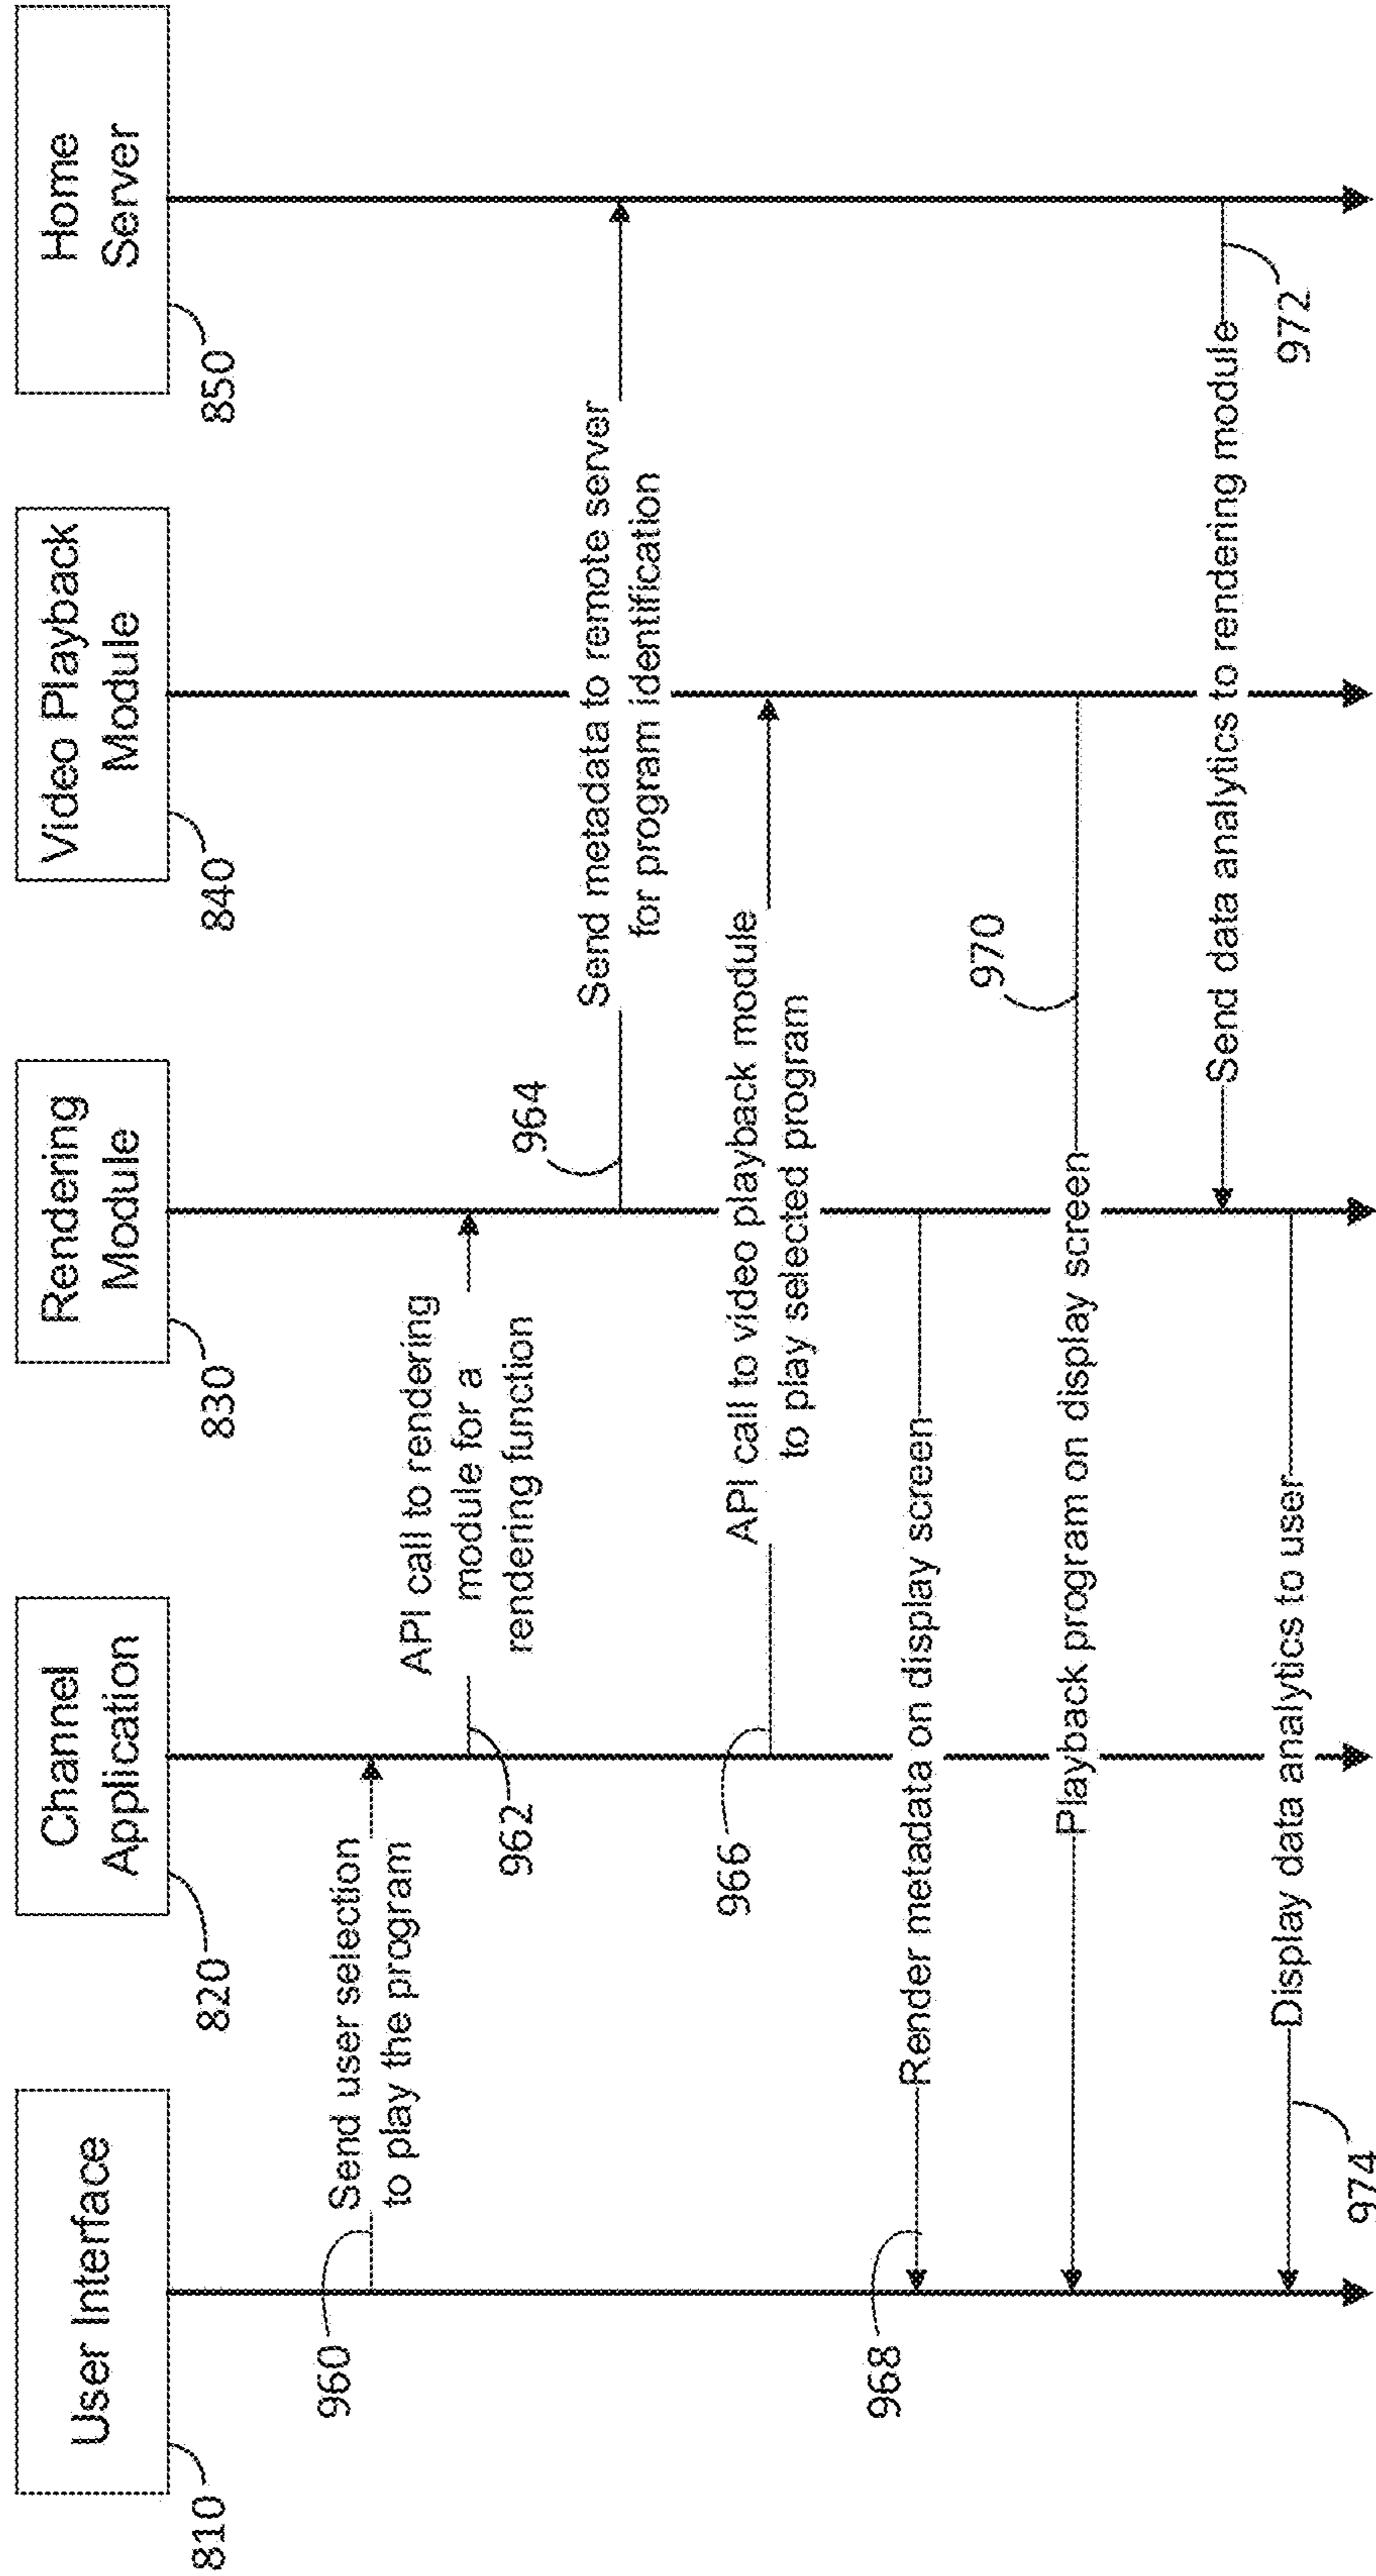 User Interface
810
Channel
Application
820
Rendering
Module
830
Video Playback
Module
840
Home
Server
850
960
Send user selection
to play the program
962
API call to rendering
module for a
rendering function
964
Send metadata to remote server
for program identification
966
API call to video playback module
to play selected program
968
Render metadata on display screen
970
Playback program on display screen
Send data analytics to rendering module
972
Display data analytics to user
974